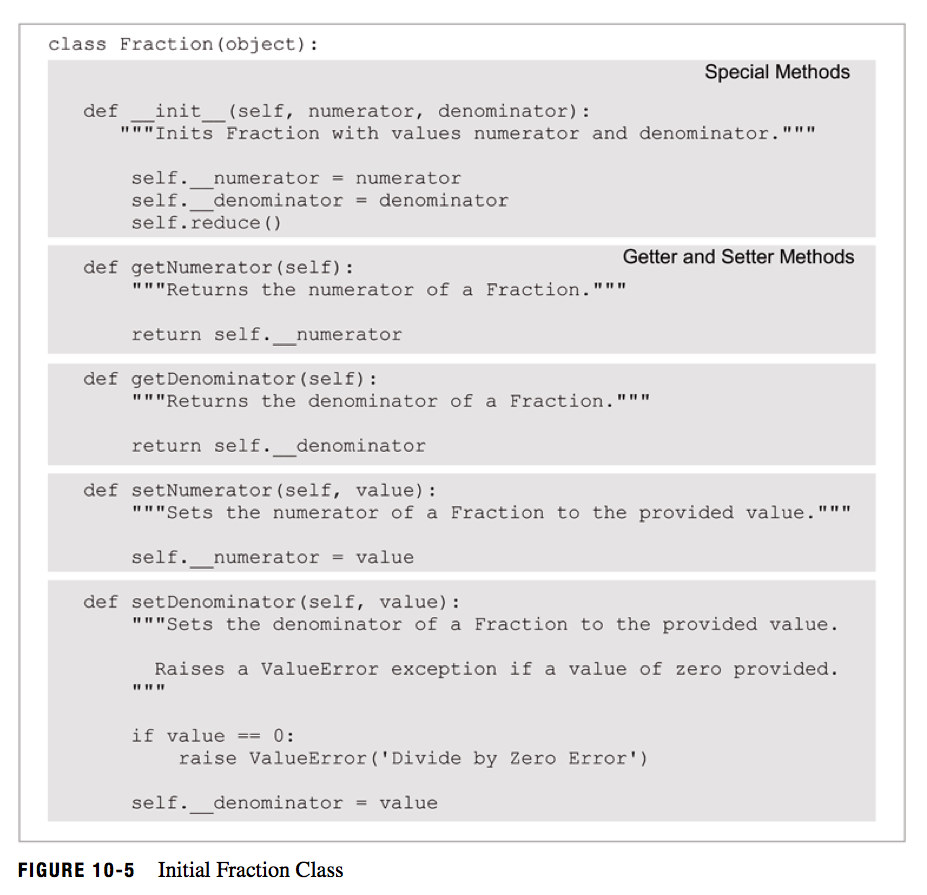 class Fraction(object):
Special Methods
def __init__(self, numerator, denominator):
"""Inits Fraction with values numerator and denominator."""
self.__numerator = numerator
self.__denominator = denominator
self.reduce()
Getter and Setter Methods
def getNumerator(self):
"""Returns the numerator of a Fraction."""
return self.__numerator
def getDenominator(self):
"""Returns the denominator of a Fraction."""
return self.__denominator
def setNumerator(self, value):
"""Sets the numerator of a Fraction to the provided value."""
self.__numerator = value
def setDenominator(self, value):
"""Sets the denominator of a Fraction to the provided value.
Raises a ValueError exception if a value of zero provided.
"""
if value == 0:
raise ValueError('Divide by Zero Error')
self.__denominator = value
FIGURE 10-5 Initial Fraction Class